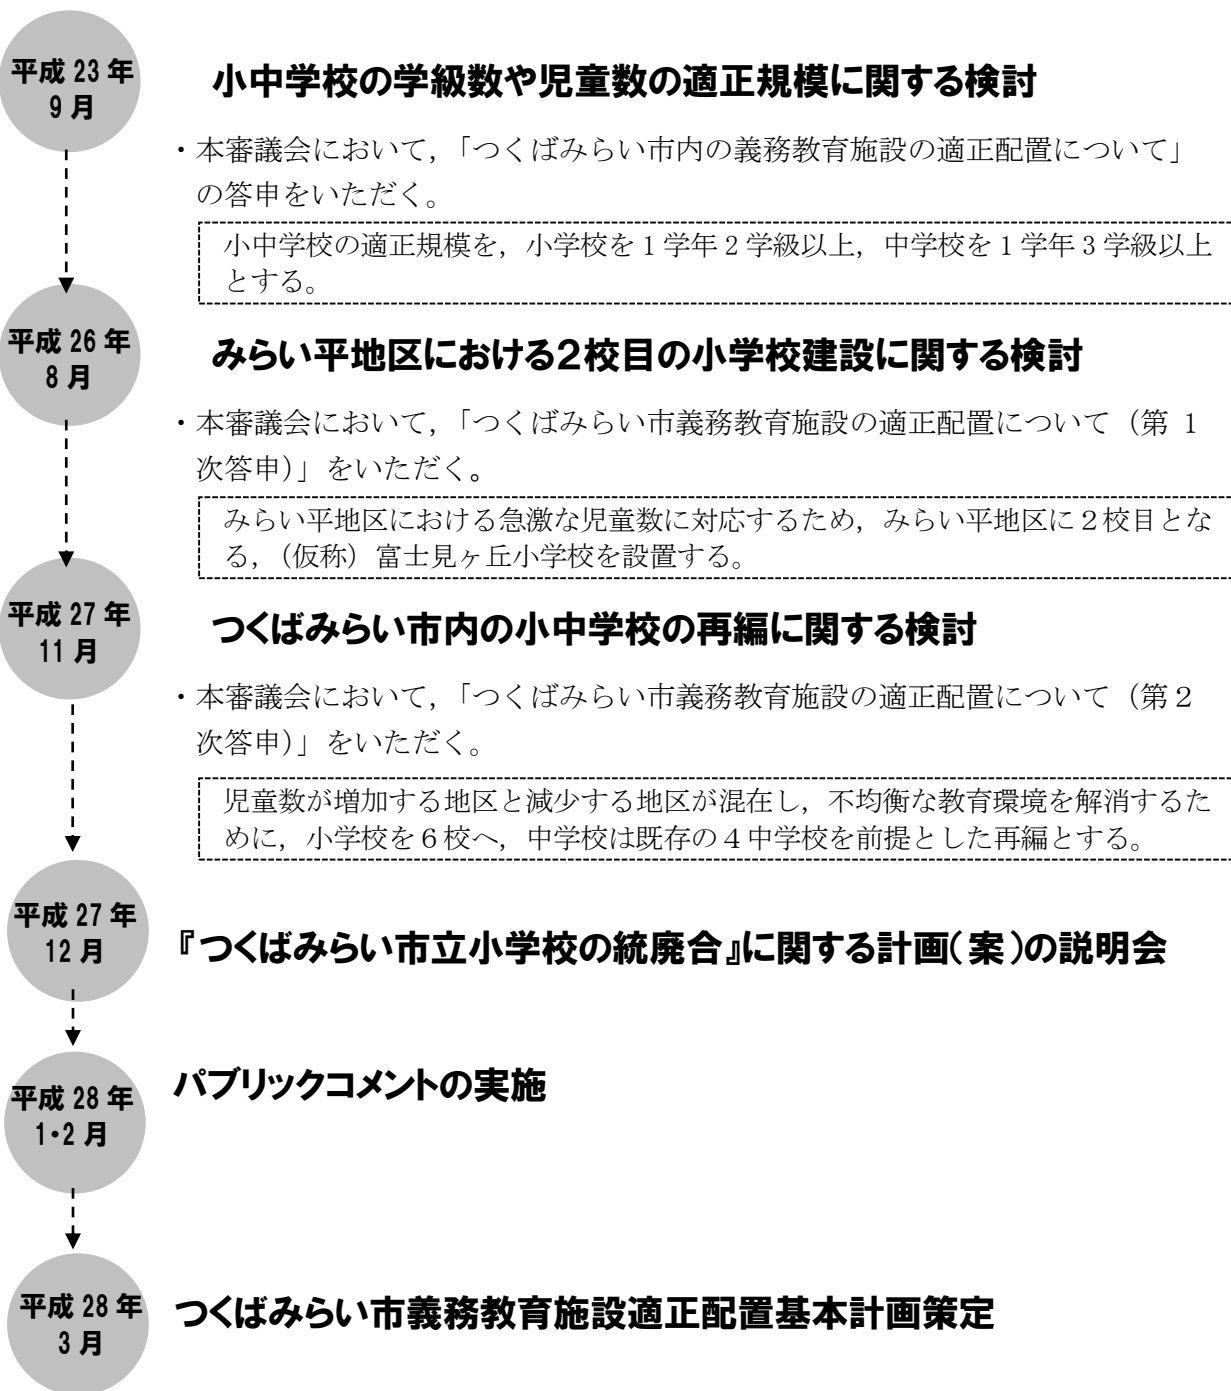 平成 23 年
9 月
小中学校の学級数や児童数の適正規模に関する検討
・本審議会において，「つくばみらい市内の義務教育施設の適正配置について」
の答申をいただく。
小中学校の適正規模を，小学校を１学年２学級以上，中学校を１学年３学級以上
とする。
平成 26 年
8 月
みらい平地区における２校目の小学校建設に関する検討
・本審議会において，「つくばみらい市義務教育施設の適正配置について（第 1
次答申）」をいただく。
みらい平地区における急激な児童数に対応するため，みらい平地区に２校目とな
る，（仮称）富士見ヶ丘小学校を設置する。
平成 27 年
11 月
つくばみらい市内の小中学校の再編に関する検討
・本審議会において，「つくばみらい市義務教育施設の適正配置について（第２
次答申）」をいただく。
児童数が増加する地区と減少する地区が混在し，不均衡な教育環境を解消するた
めに，小学校を６校へ，中学校は既存の４中学校を前提とした再編とする。
平成 27 年
12 月
『つくばみらい市立小学校の統廃合』に関する計画（案）の説明会
平成 28 年
1・2 月
パブリックコメントの実施
平成 28 年
3 月
つくばみらい市義務教育施設適正配置基本計画策定